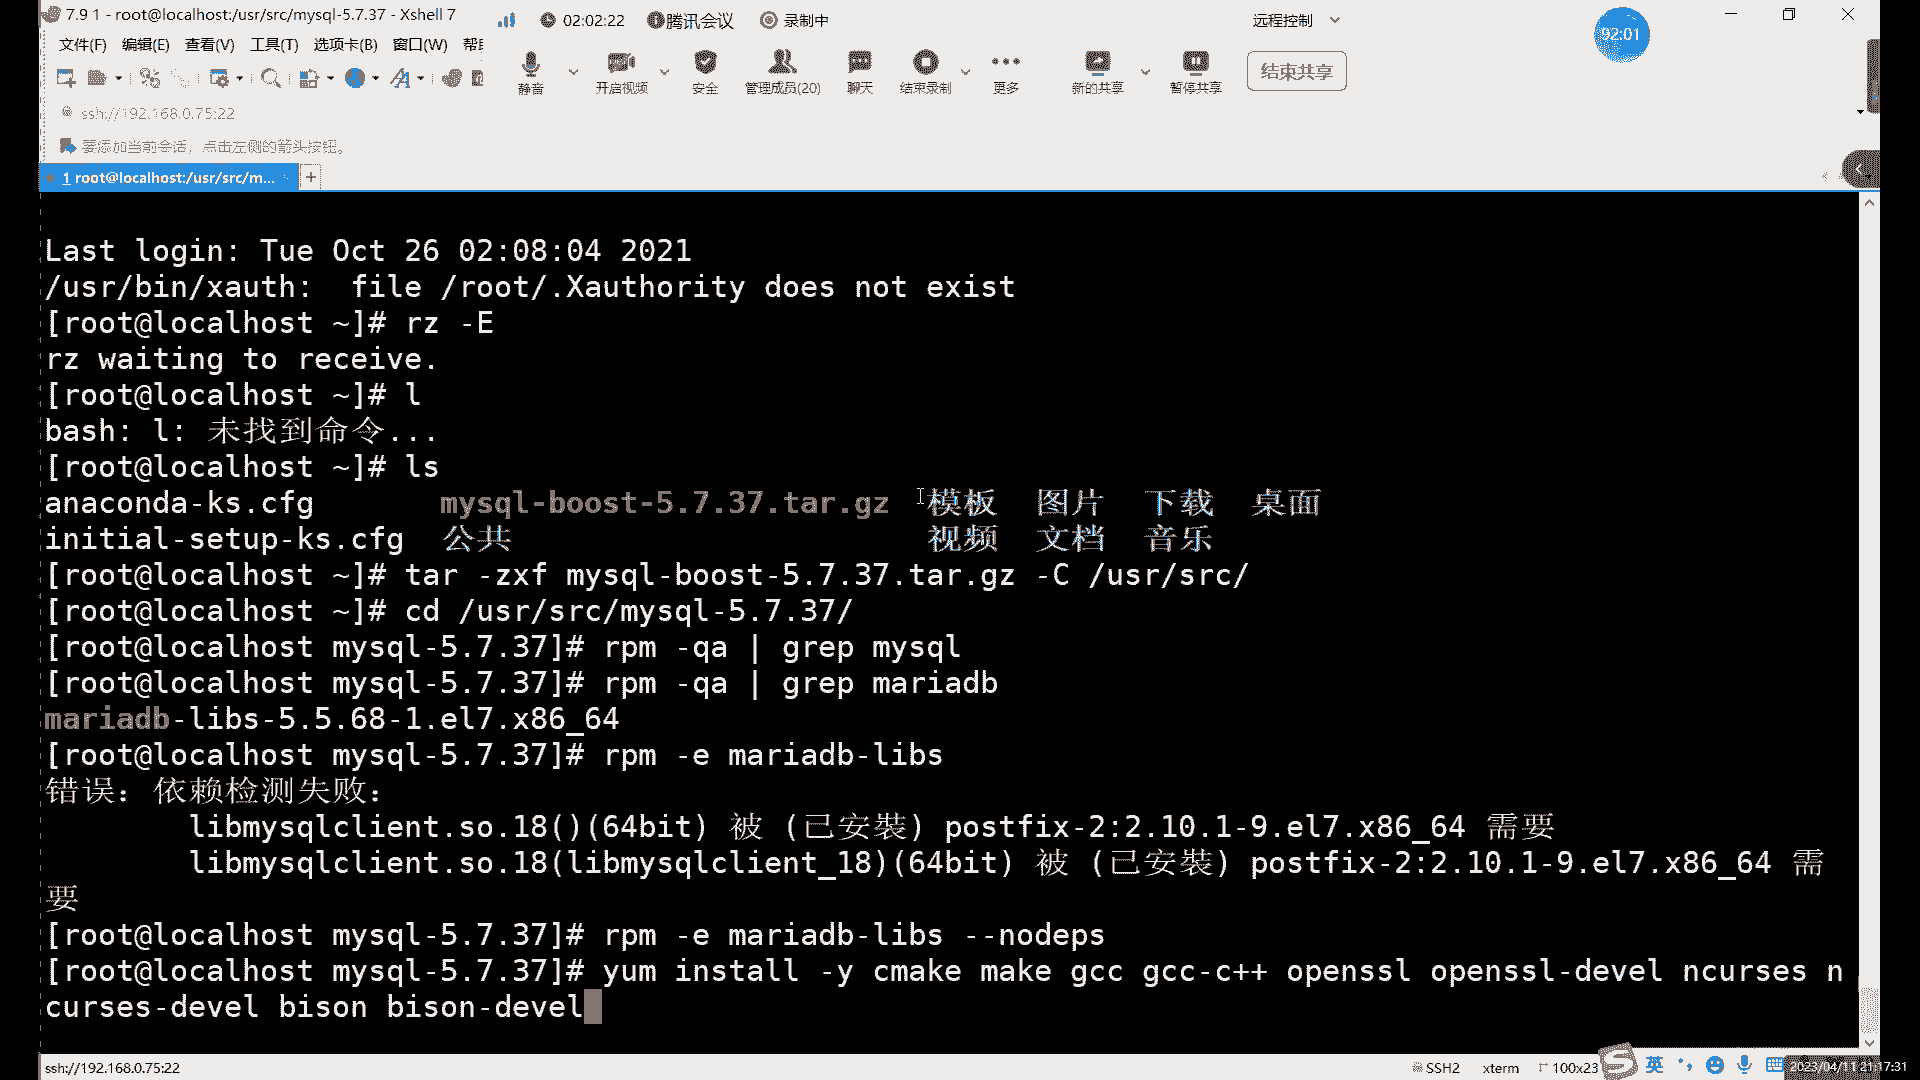 7.9 1 - root@localhost:/usr/src/mysql-5.7.37 - Xshell 7
02:02:22 腾讯会议 录制中 远程控制
92:01
文件(F) 编辑(E) 查看(V) 工具(T) 选项卡(B) 窗口(W) 帮
静音 开启视频 安全 管理成员(20) 聊天 结束录制 更多 新的共享 暂停共享 结束共享
ssh://192.168.0.75:22
要添加当前会话，点击左侧的箭头按钮。
1 root@localhost:/usr/src/m...
Last login: Tue Oct 26 02:08:04 2021
/usr/bin/xauth:  file /root/.Xauthority does not exist
[root@localhost ~]# rz -E
rz waiting to receive.
[root@localhost ~]# l
bash: l: 未找到命令...
[root@localhost ~]# ls
anaconda-ks.cfg mysql-boost-5.7.37.tar.gz 模板 图片 下载 桌面
initial-setup-ks.cfg 公共 视频 文档 音乐
[root@localhost ~]# tar -zxf mysql-boost-5.7.37.tar.gz -C /usr/src/
[root@localhost ~]# cd /usr/src/mysql-5.7.37/
[root@localhost mysql-5.7.37]# rpm -qa | grep mysql
[root@localhost mysql-5.7.37]# rpm -qa | grep mariadb
mariadb-libs-5.5.68-1.el7.x86_64
[root@localhost mysql-5.7.37]# rpm -e mariadb-libs
错误：依赖检测失败：
libmysqlclient.so.18()(64bit) 被 (已安裝) postfix-2:2.10.1-9.el7.x86_64 需要
libmysqlclient.so.18(libmysqlclient_18)(64bit) 被 (已安裝) postfix-2:2.10.1-9.el7.x86_64 需
要
[root@localhost mysql-5.7.37]# rpm -e mariadb-libs --nodeps
[root@localhost mysql-5.7.37]# yum install -y cmake make gcc gcc-c++ openssl openssl-devel ncurses n
curses-devel bison bison-devel
ssh://192.168.0.75:22 SSH2 xterm 100x23 英 2023/04/11 21:17:31